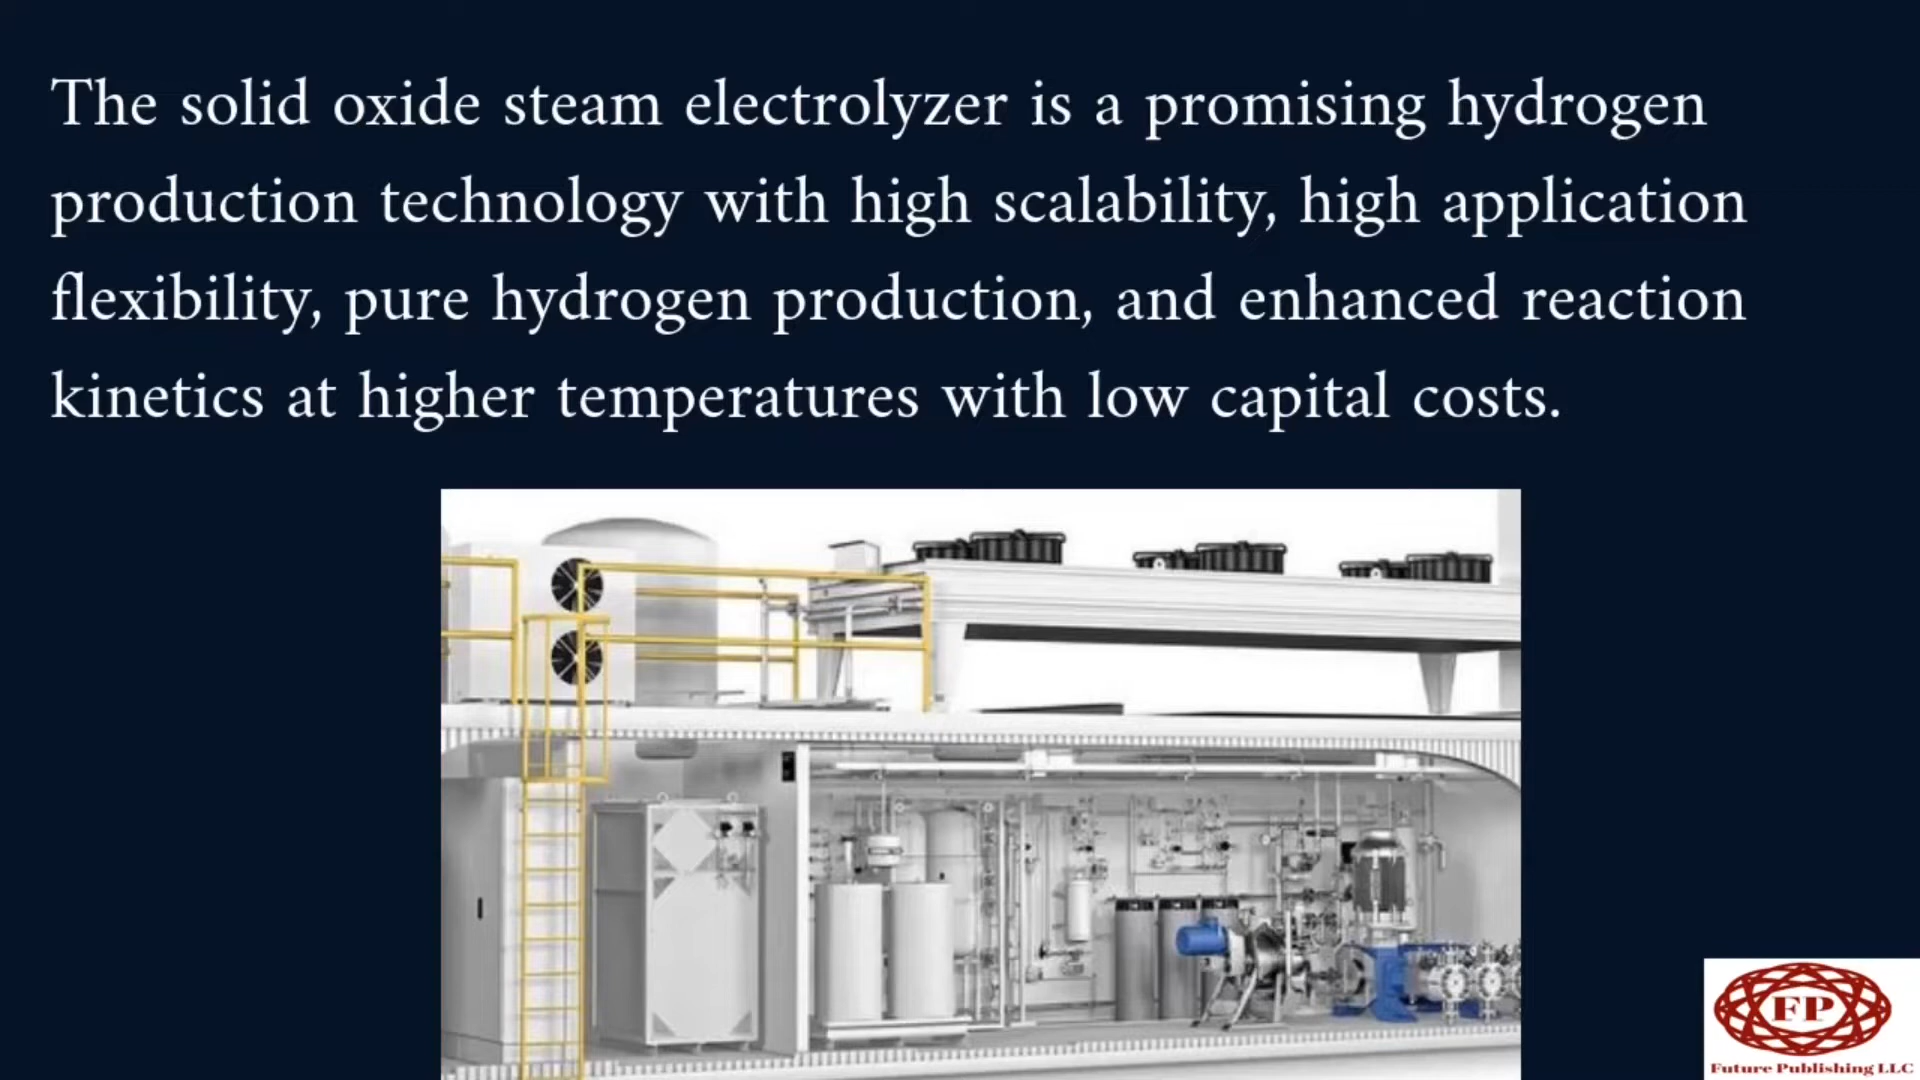 The solid oxide steam electrolyzer is a promising hydrogen
production technology with high scalability, high application
flexibility, pure hydrogen production, and enhanced reaction
kinetics at higher temperatures with low capital costs.
FP
Future Publishing LLC